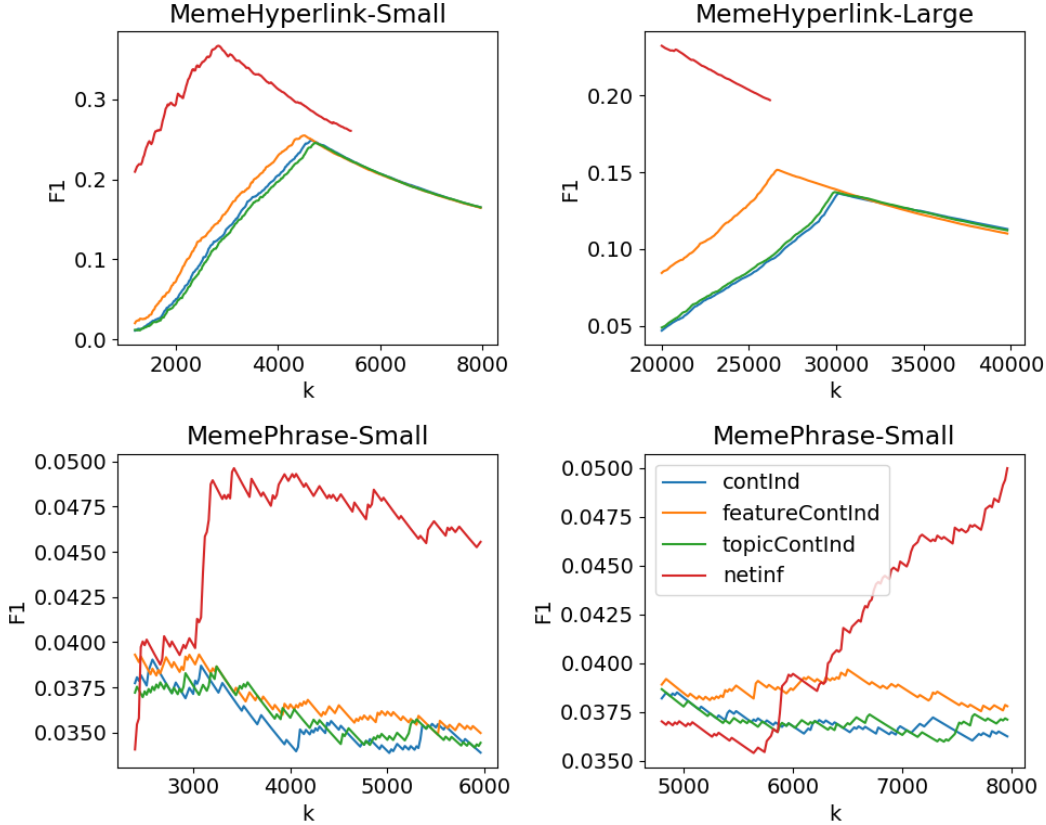 MemeHyperlink-Small
F1
0.3
0.2
0.1
0.0
2000 4000 6000 8000
k
MemeHyperlink-Large
F1
0.20
0.15
0.10
0.05
20000 25000 30000 35000 40000
k
MemePhrase-Small
F1
0.0500
0.0475
0.0450
0.0425
0.0400
0.0375
0.0350
3000 4000 5000 6000
k
MemePhrase-Small
F1
0.0500
0.0475
0.0450
0.0425
0.0400
0.0375
0.0350
5000 6000 7000 8000
k
contInd
featureContInd
topicContInd
netinf